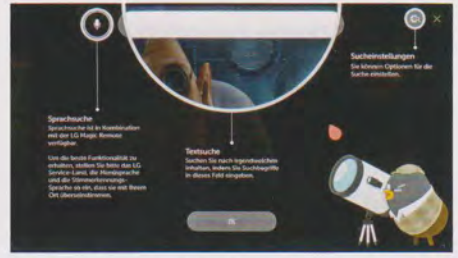 Sucheinstellungen
Sie können Optionen für die
Suche einstellen.
Sprachsuche
Sprachsuche ist in Kombination
mit der LG Magic Remote
verfügbar.
Um die beste Funktionalität zu
erhalten, stellen Sie bitte das LG
Service-Land, die Menüsprache
und die Stimmerkennungs-
Sprache so ein, dass sie mit Ihrem
Ort übereinstimmen.
Textsuche
Suchen Sie nach irgendwelchen
Inhalten, indem Sie Suchbegriffe
in dieses Feld eingeben.